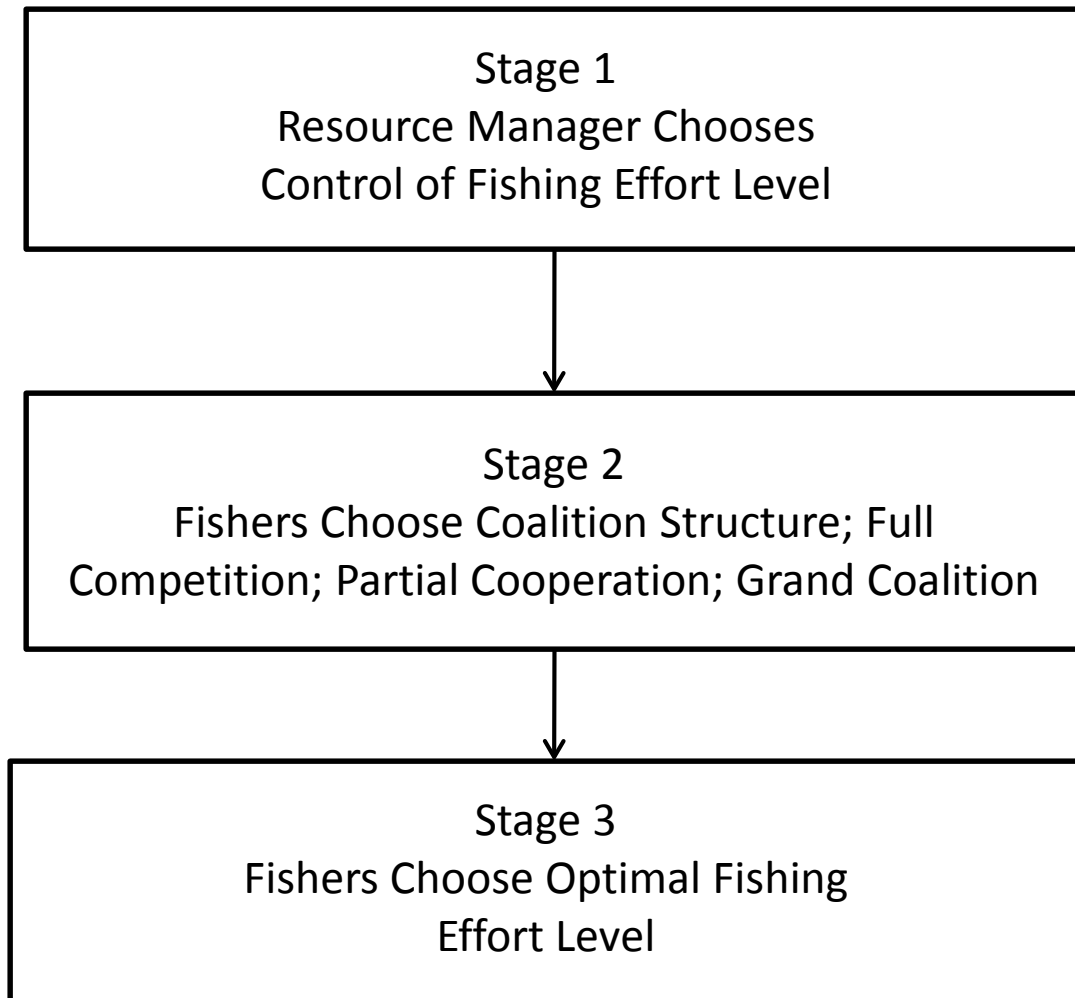 Stage 1
Resource Manager Chooses
Control of Fishing Effort Level
Stage 2
Fishers Choose Coalition Structure; Full
Competition; Partial Cooperation; Grand Coalition
Stage 3
Fishers Choose Optimal Fishing
Effort Level